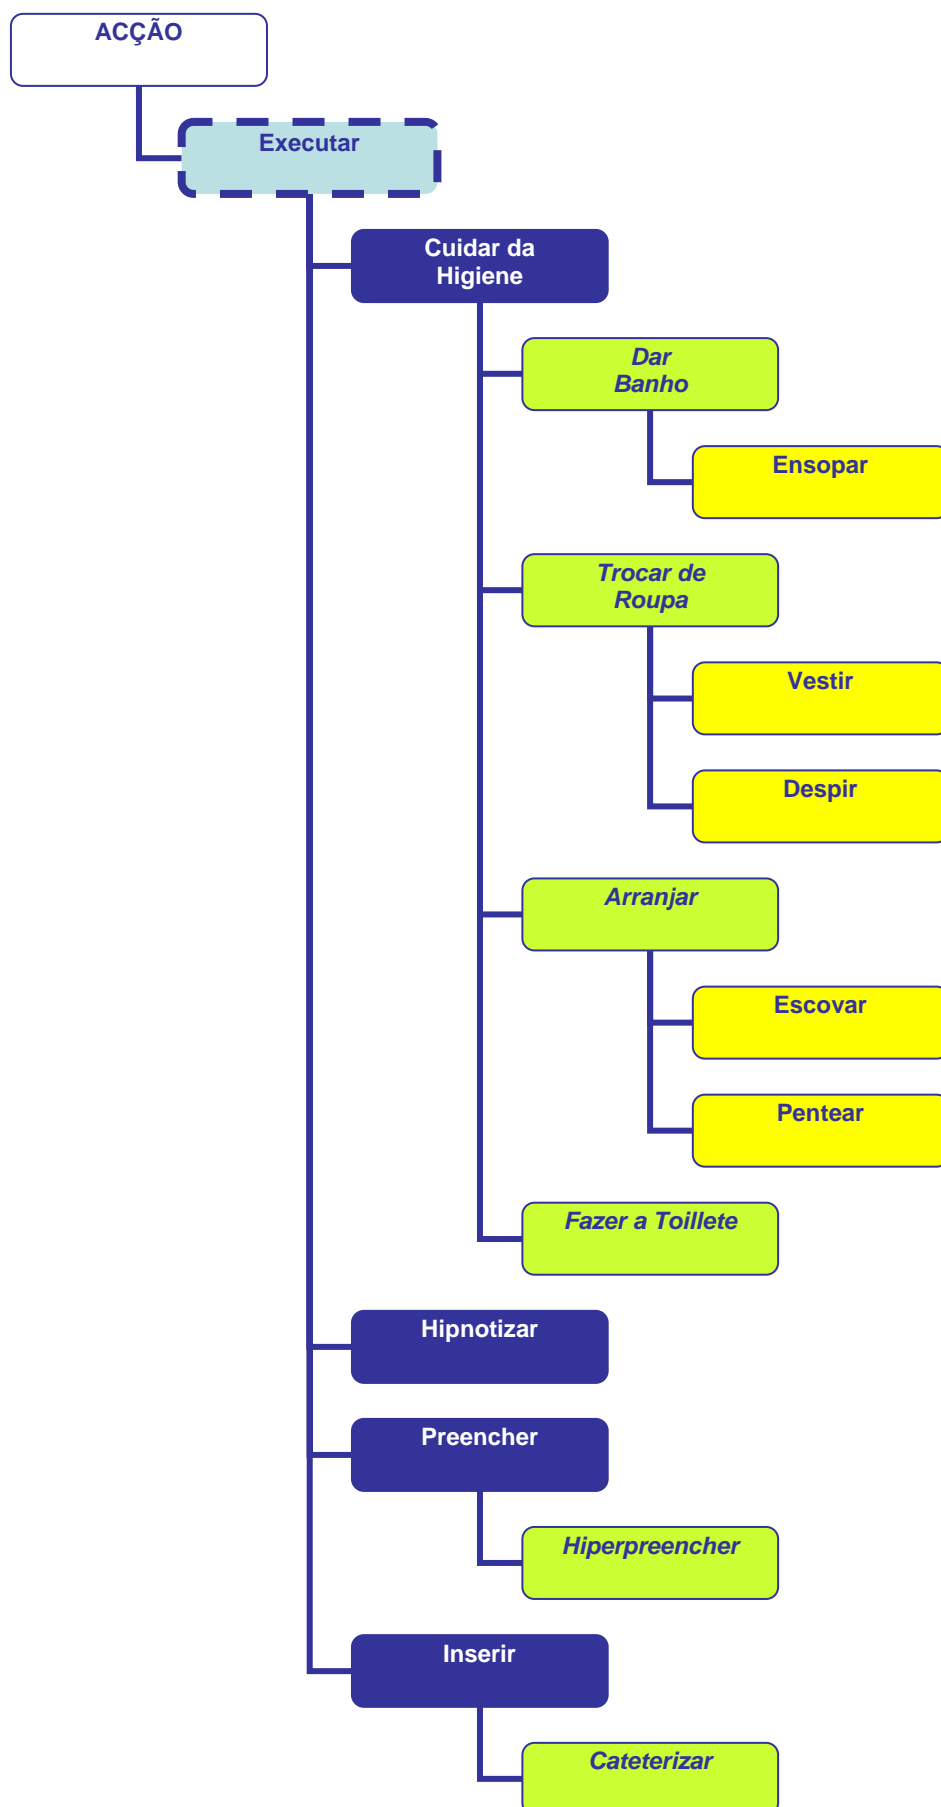 ACÇÃO
Executar
Cuidar da
Higiene
Dar
Banho
Ensopar
Trocar de
Roupa
Vestir
Despir
Arranjar
Escovar
Pentear
Fazer a Toillete
Hipnotizar
Preencher
Hiperpreencher
Inserir
Cateterizar